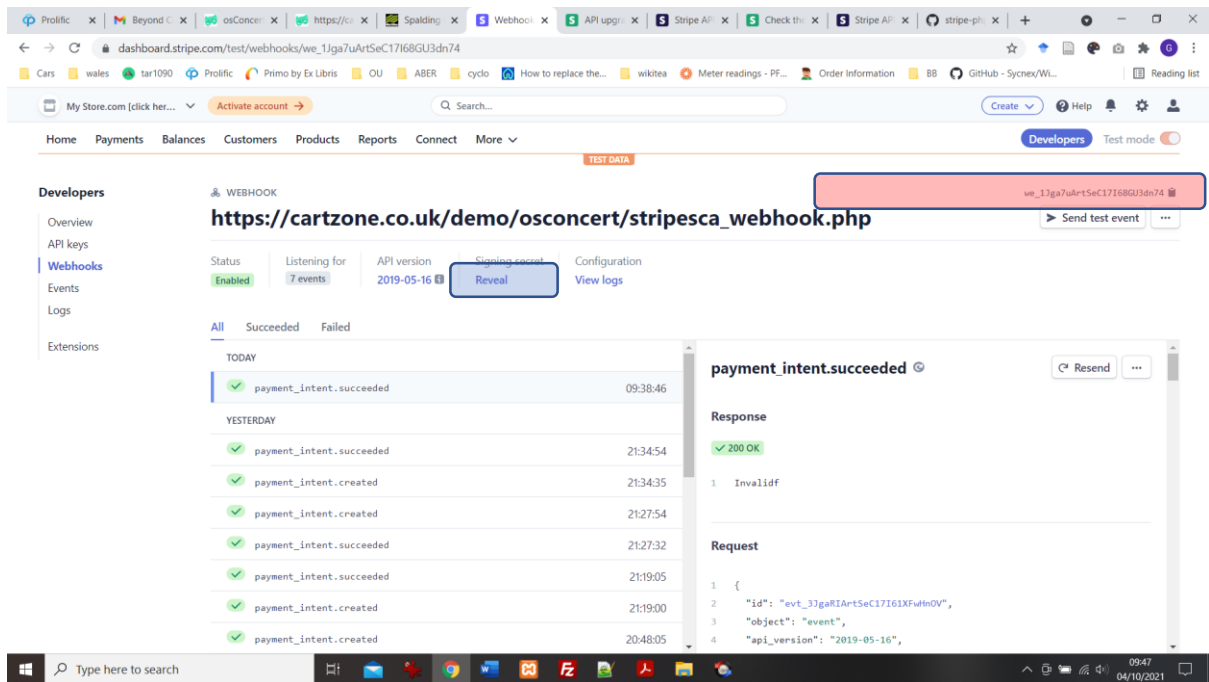 Prolific
Beyond C
osConcert
https://ca
Spalding
Webhook
API upgra
Stripe AP
Check the
Stripe AP
stripe-ph
dashboard.stripe.com/test/webhooks/we_1Jga7uArtSeC17I68GU3dn74
G
Cars wales tar1090 Prolific Primo by Ex Libris OU ABER cyclo How to replace the... wikitea Meter readings - PF... Order Information BB GitHub - Sycnex/Wi... Reading list
My Store.com [click her... Activate account → Search... Create Help
Home Payments Balances Customers Products Reports Connect More Developers Test mode
TEST DATA
Developers
Overview
API keys
Webhooks
Events
Logs
Extensions
WEBHOOK we_1Jga7uArtSeC17I68GU3dn74
https://cartzone.co.uk/demo/osconcert/stripesca_webhook.php Send test event ...
Status Listening for API version Signing secret Configuration
Enabled 7 events 2019-05-16 Reveal View logs
All Succeeded Failed
TODAY
payment_intent.succeeded 09:38:46
YESTERDAY
payment_intent.succeeded 21:34:54
payment_intent.created 21:34:35
payment_intent.created 21:27:54
payment_intent.succeeded 21:27:32
payment_intent.succeeded 21:19:05
payment_intent.created 21:19:00
payment_intent.created 20:48:05
payment_intent.succeeded Resend ...
Response
200 OK
1 Invalidf
Request
1 {
2 "id": "evt_3JgaRIArtSeC17I61XFwHnOV",
3 "object": "event",
4 "api_version": "2019-05-16",
Type here to search
09:47
04/10/2021